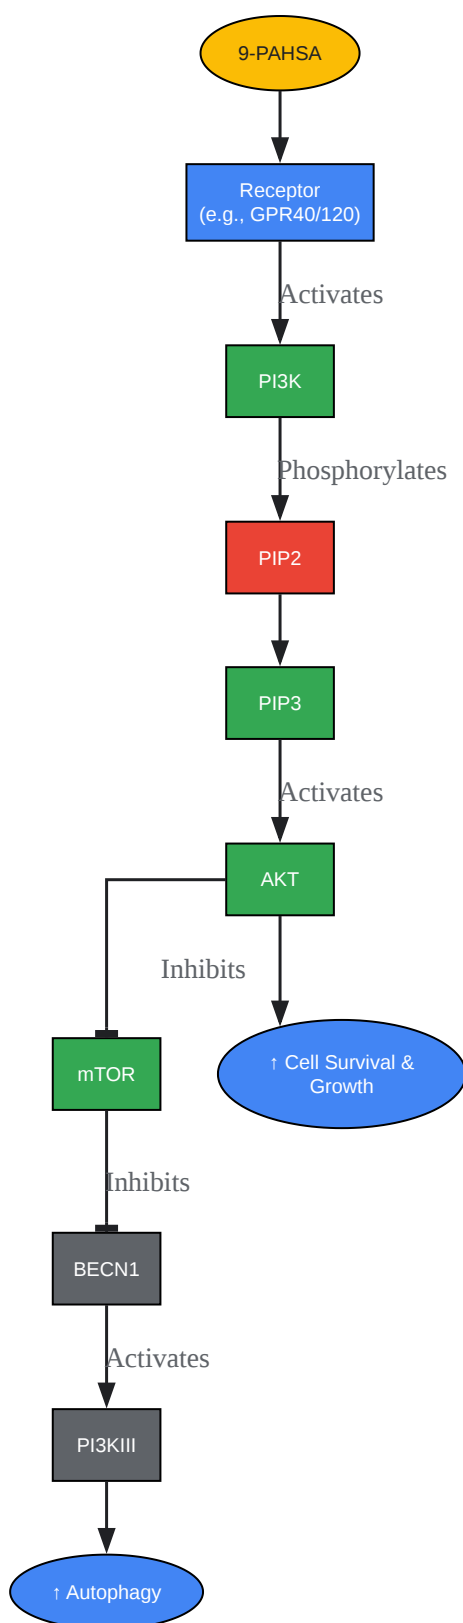 9-PAHSA
Receptor
(e.g., GPR40/120)
Activates
PI3K
Phosphorylates
PIP2
PIP3
Activates
AKT
Inhibits
↑ Cell Survival &
Growth
mTOR
Inhibits
BECN1
Activates
PI3KIII
↑ Autophagy